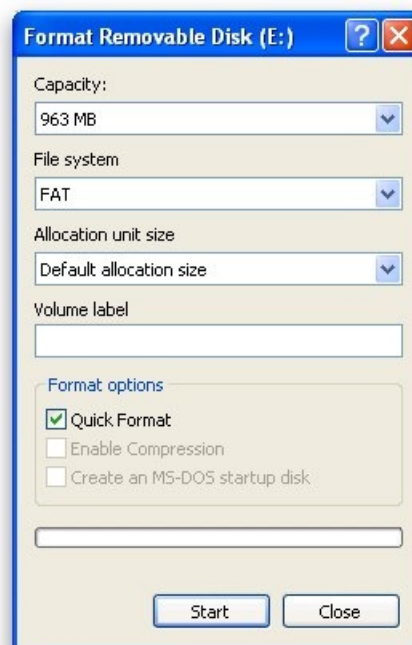 Format Removable Disk (E:)
Capacity:
963 MB
File system
FAT
Allocation unit size
Default allocation size
Volume label
Format options
Quick Format
Enable Compression
Create an MS-DOS startup disk
Start Close